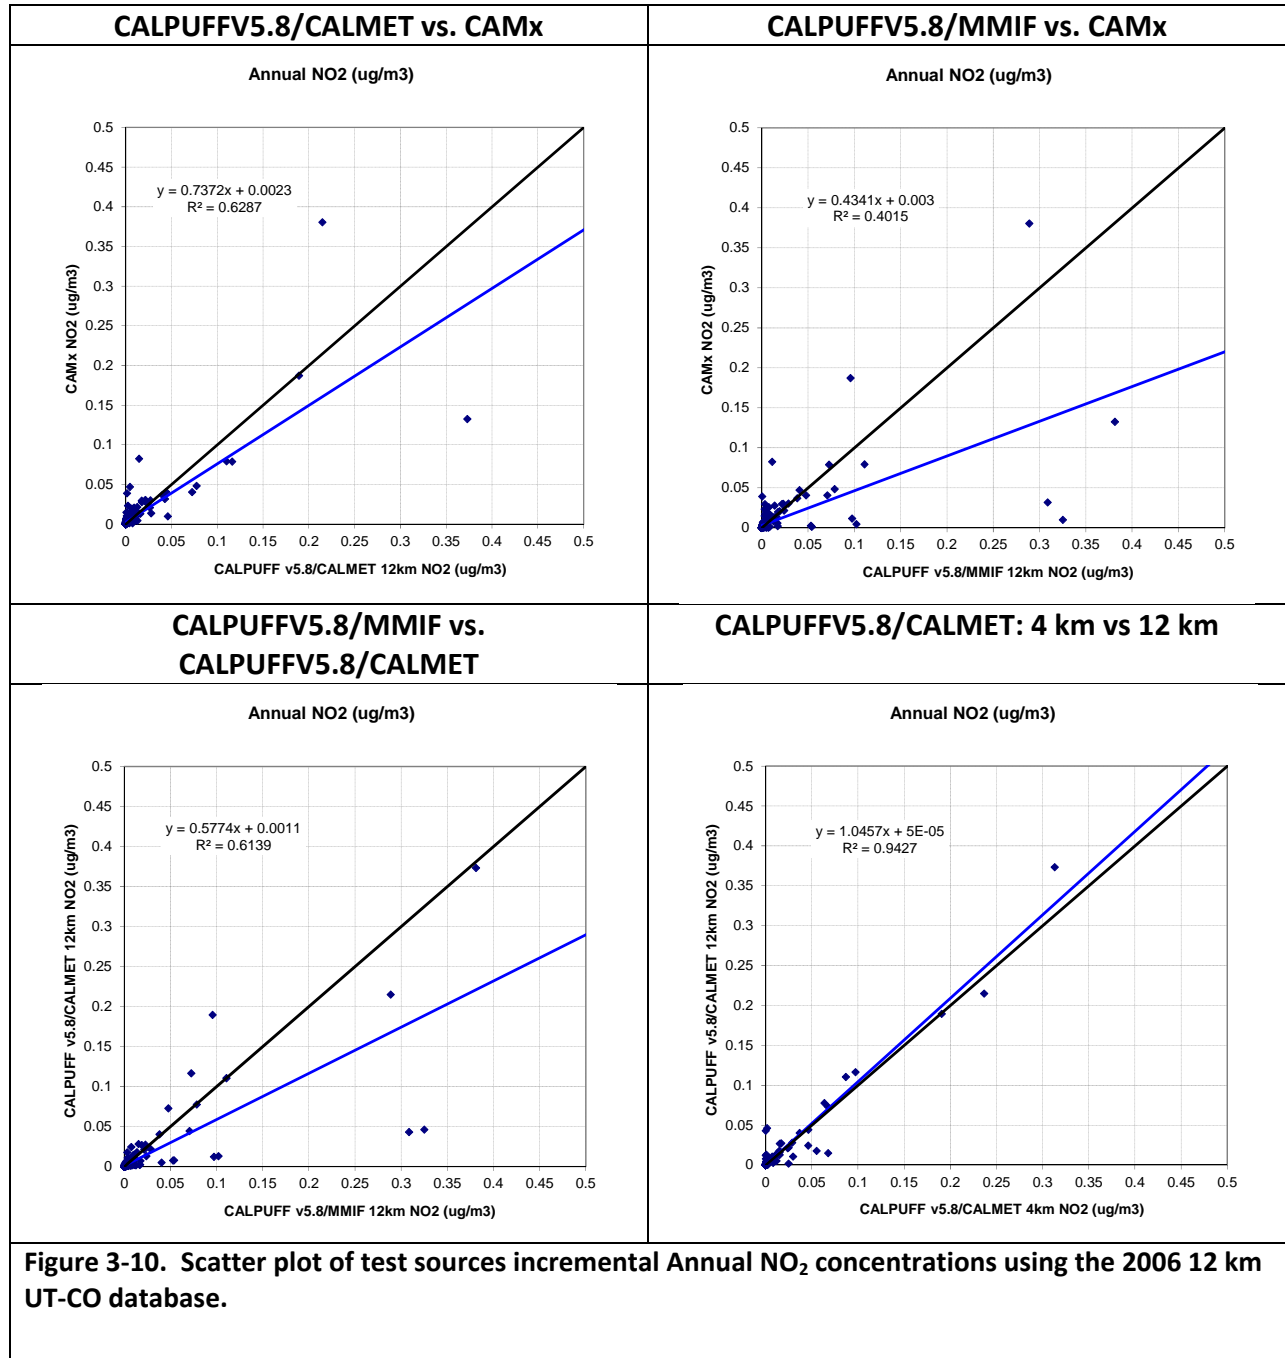 CALPUFFV5.8/CALMET vs. CAMx
CALPUFFV5.8/MMIF vs. CAMx
Annual NO2 (ug/m3)
0.5
0.45
0.4
0.35
0.3
0.25
0.2
0.15
0.1
0.05
0
y = 0.7372x + 0.0023
R² = 0.6287
CAMx NO2 (ug/m3)
0 0.05 0.1 0.15 0.2 0.25 0.3 0.35 0.4 0.45 0.5
CALPUFF v5.8/CALMET 12km NO2 (ug/m3)
Annual NO2 (ug/m3)
0.5
0.45
0.4
0.35
0.3
0.25
0.2
0.15
0.1
0.05
0
y = 0.4341x + 0.003
R² = 0.4015
CAMx NO2 (ug/m3)
0 0.05 0.1 0.15 0.2 0.25 0.3 0.35 0.4 0.45 0.5
CALPUFF v5.8/MMIF 12km NO2 (ug/m3)
CALPUFFV5.8/MMIF vs.
CALPUFFV5.8/CALMET
CALPUFFV5.8/CALMET: 4 km vs 12 km
Annual NO2 (ug/m3)
0.5
0.45
0.4
0.35
0.3
0.25
0.2
0.15
0.1
0.05
0
y = 0.5774x + 0.0011
R² = 0.6139
CALPUFF v5.8/CALMET 12km NO2 (ug/m3)
0 0.05 0.1 0.15 0.2 0.25 0.3 0.35 0.4 0.45 0.5
CALPUFF v5.8/MMIF 12km NO2 (ug/m3)
Annual NO2 (ug/m3)
0.5
0.45
0.4
0.35
0.3
0.25
0.2
0.15
0.1
0.05
0
y = 1.0457x + 5E-05
R² = 0.9427
CALPUFF v5.8/CALMET 12km NO2 (ug/m3)
0 0.05 0.1 0.15 0.2 0.25 0.3 0.35 0.4 0.45 0.5
CALPUFF v5.8/CALMET 4km NO2 (ug/m3)
Figure 3-10. Scatter plot of test sources incremental Annual NO₂ concentrations using the 2006 12 km
UT-CO database.